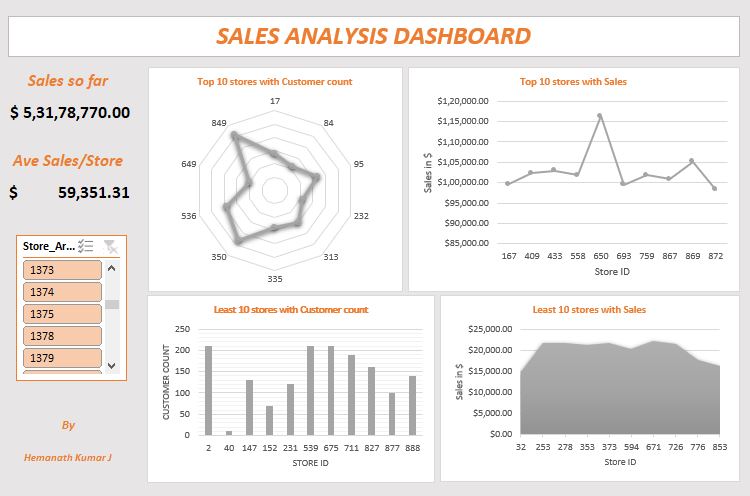 SALES ANALYSIS DASHBOARD
Sales so far
$ 5,31,78,770.00
Ave Sales/Store
$ 59,351.31
Store_Ar...
1373
1374
1375
1378
1379
By
Hemanath Kumar J
Top 10 stores with Customer count
17
84
95
232
313
335
350
536
649
849
Top 10 stores with Sales
Sales in $
$1,20,000.00
$1,15,000.00
$1,10,000.00
$1,05,000.00
$1,00,000.00
$95,000.00
$90,000.00
$85,000.00
167 409 433 558 650 693 759 867 869 872
Store ID
Least 10 stores with Customer count
CUSTOMER COUNT
250
200
150
100
50
0
2 40 147 152 231 539 675 711 827 877 888
STORE ID
Least 10 stores with Sales
Sales in $
$25,000.00
$20,000.00
$15,000.00
$10,000.00
$5,000.00
$0.00
32 253 278 353 373 594 671 726 776 853
Store ID